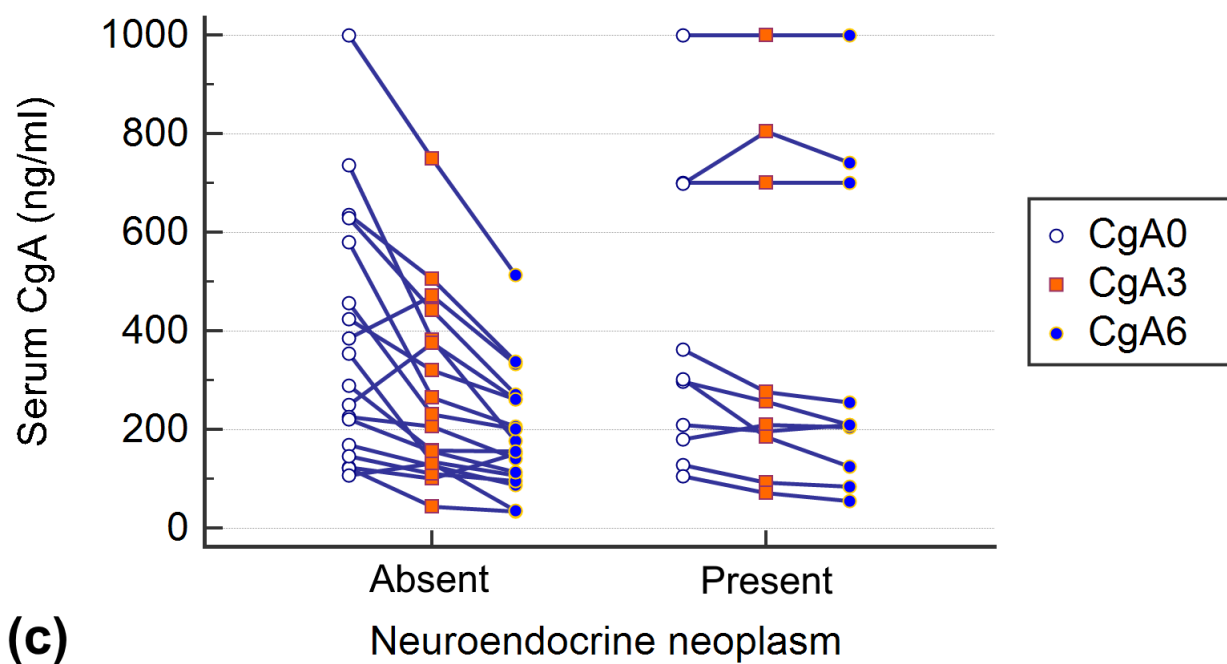 Serum CgA (ng/ml)
1000
800
600
400
200
0
Absent
Present
Neuroendocrine neoplasm
CgA0
CgA3
CgA6
(c)